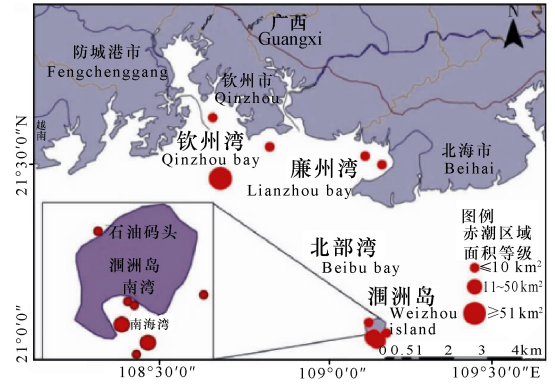 广西
Guangxi
N
防城港市
Fengchenggang
钦州市
Qinzhou
越南
钦州湾
Qinzhou bay
廉州湾
Lianzhou bay
北海市
Beihai
21°30′0″N
21°0′0″
北部湾
Beibu bay
涠洲岛
Weizhou
island
石油码头
涠洲岛
南湾
南海湾
图例
赤潮区域
面积等级
≤10 km²
11~50 km²
≥51 km²
0 0.51 2 3 4km
108°30′0″ 109°0′0″ 109°30′0″E